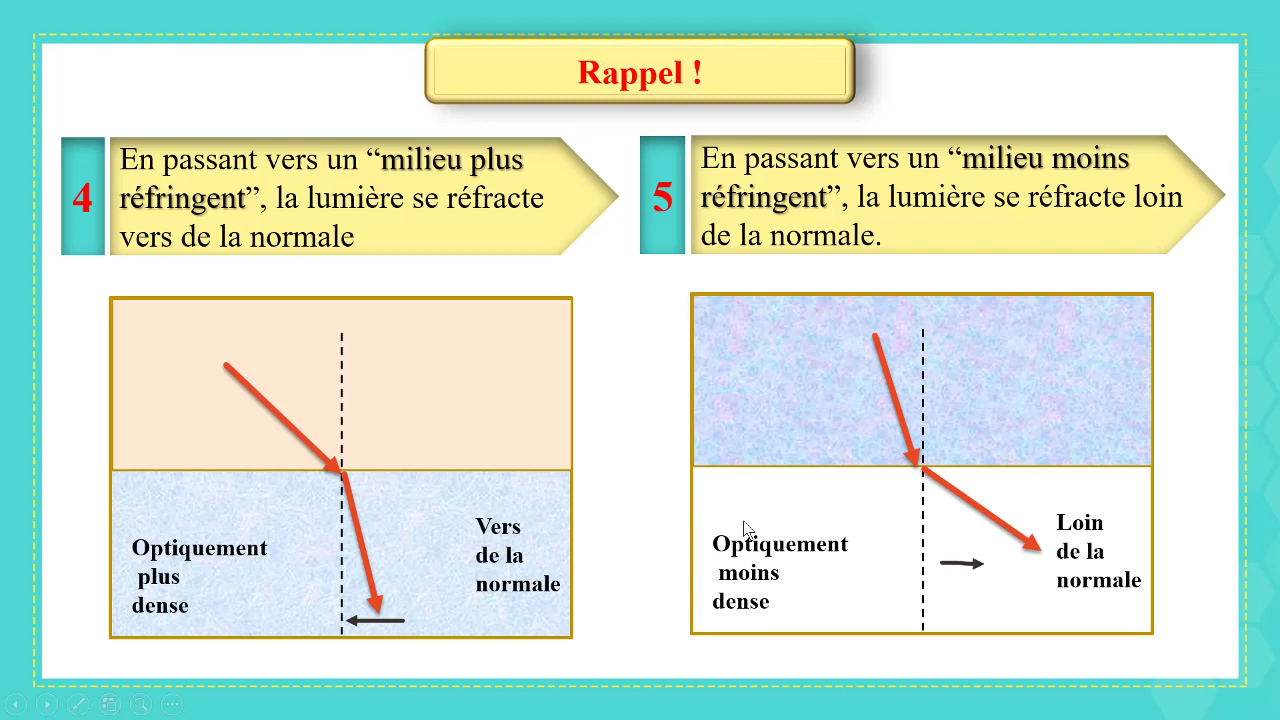 Rappel !
4
En passant vers un “milieu plus
réfringent”, la lumière se réfracte
vers de la normale
5
En passant vers un “milieu moins
réfringent”, la lumière se réfracte loin
de la normale.
Optiquement
plus
dense
Vers
de la
normale
Optiquement
moins
dense
Loin
de la
normale